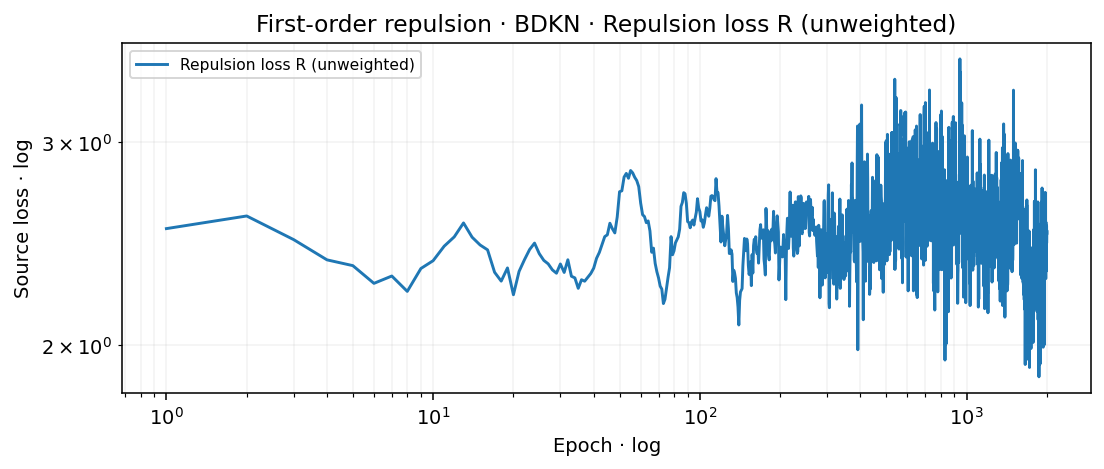 First-order repulsion · BDKN · Repulsion loss R (unweighted)
Repulsion loss R (unweighted)
Source loss · log
3 × 10⁰
2 × 10⁰
10⁰ 10¹ 10² 10³
Epoch · log